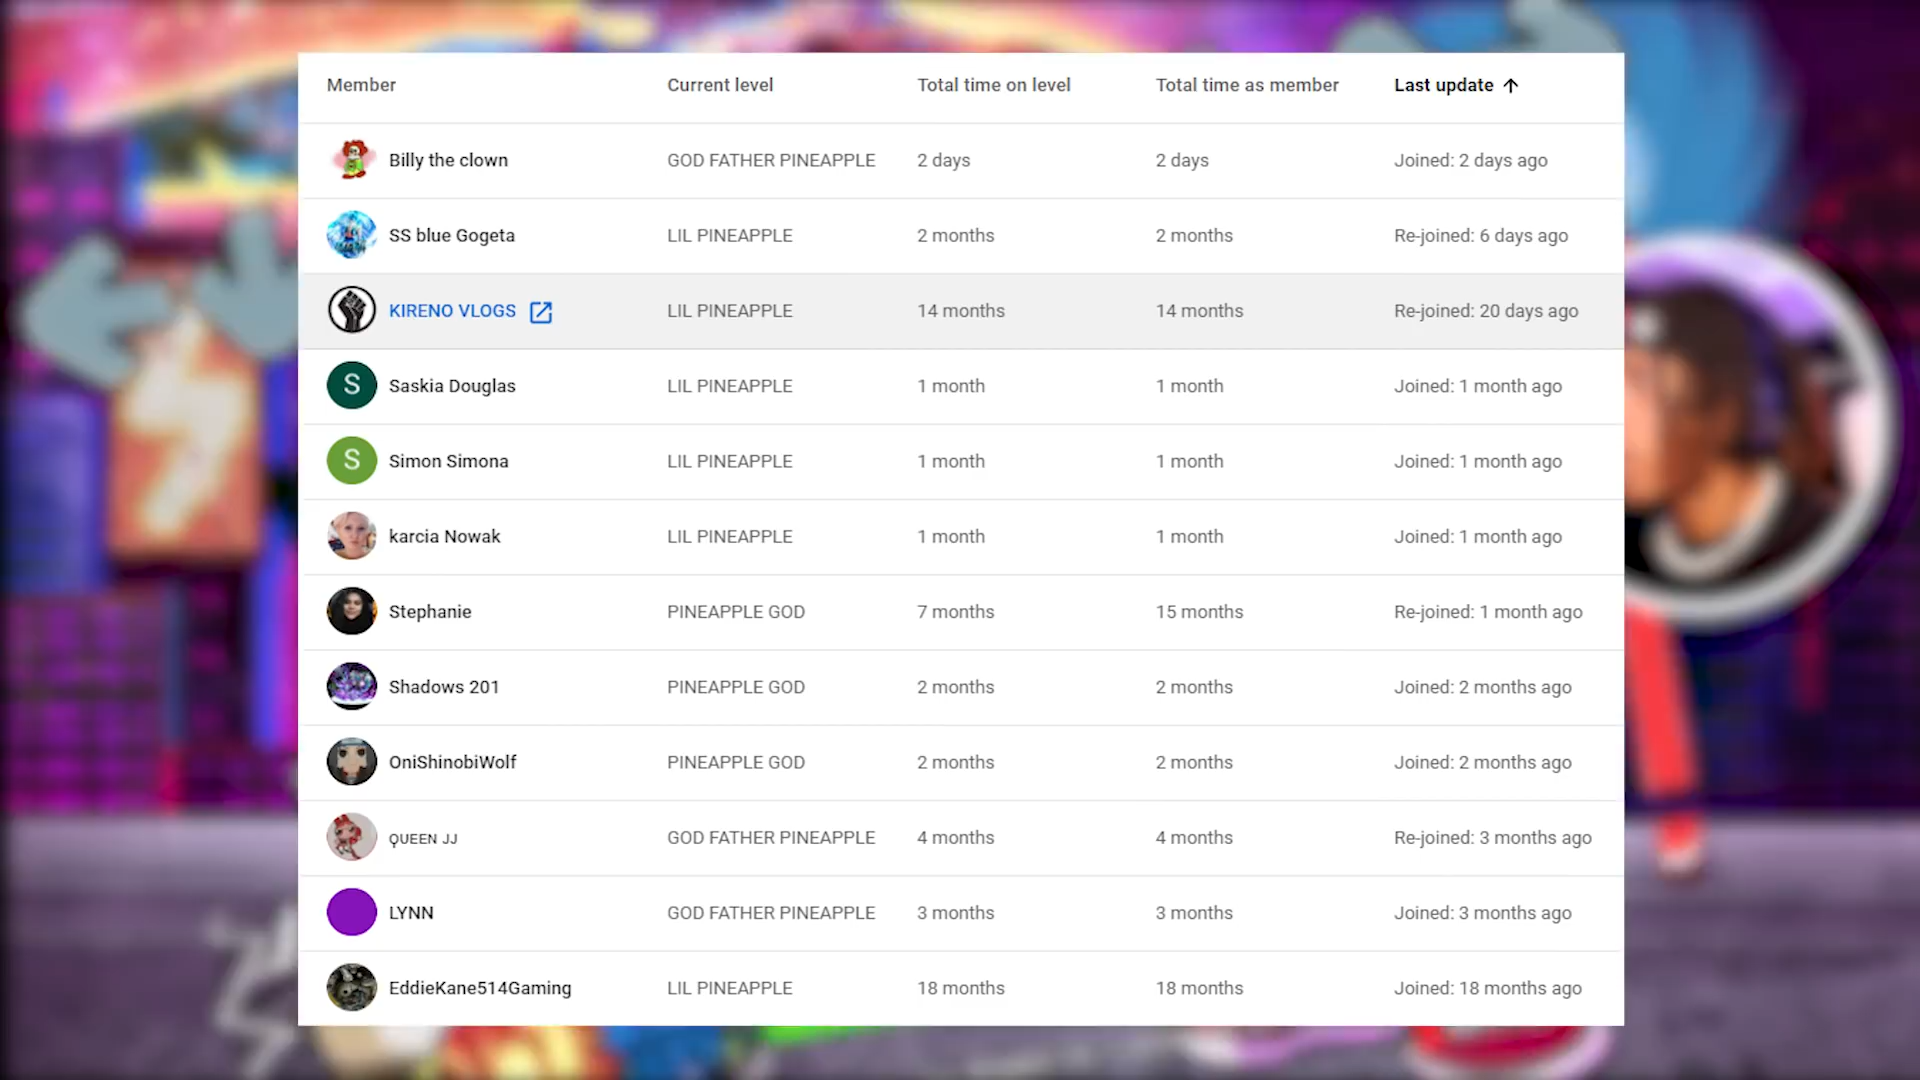 Member Current level Total time on level Total time as member Last update
Billy the clown GOD FATHER PINEAPPLE 2 days 2 days Joined: 2 days ago
SS blue Gogeta LIL PINEAPPLE 2 months 2 months Re-joined: 6 days ago
KIRENO VLOGS LIL PINEAPPLE 14 months 14 months Re-joined: 20 days ago
S Saskia Douglas LIL PINEAPPLE 1 month 1 month Joined: 1 month ago
S Simon Simona LIL PINEAPPLE 1 month 1 month Joined: 1 month ago
karcia Nowak LIL PINEAPPLE 1 month 1 month Joined: 1 month ago
Stephanie PINEAPPLE GOD 7 months 15 months Re-joined: 1 month ago
Shadows 201 PINEAPPLE GOD 2 months 2 months Joined: 2 months ago
OniShinobiWolf PINEAPPLE GOD 2 months 2 months Joined: 2 months ago
QUEEN JJ GOD FATHER PINEAPPLE 4 months 4 months Re-joined: 3 months ago
LYNN GOD FATHER PINEAPPLE 3 months 3 months Joined: 3 months ago
EddieKane514Gaming LIL PINEAPPLE 18 months 18 months Joined: 18 months ago